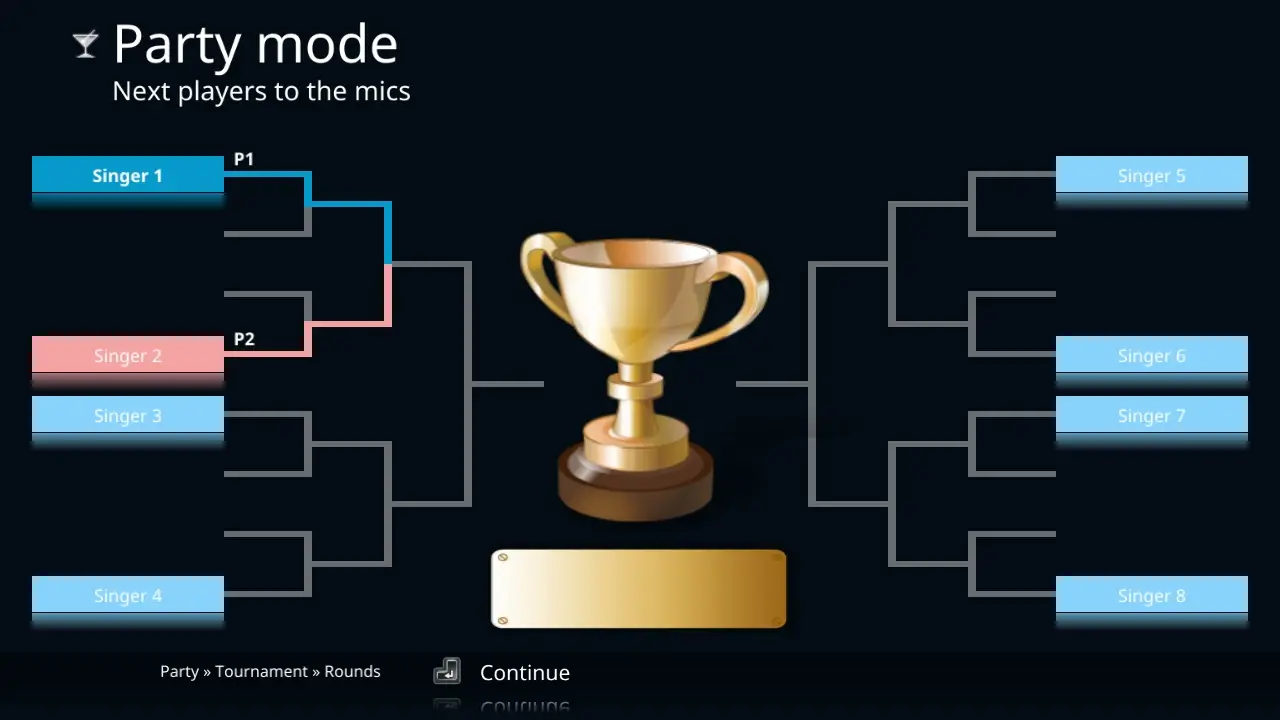 Party mode
Next players to the mics
P1
Singer 1
Singer 5
P2
Singer 2
Singer 6
Singer 3
Singer 7
Singer 4
Singer 8
Party » Tournament » Rounds
Continue